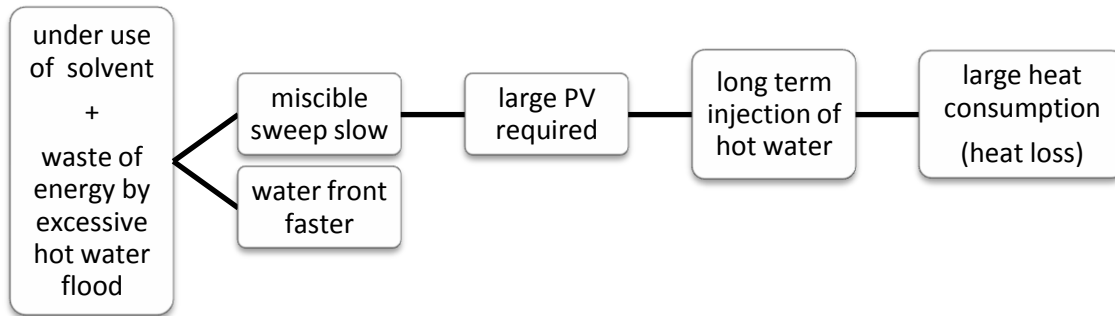 under use
of solvent
+
waste of
energy by
excessive
hot water
flood
miscible
sweep slow
water front
faster
large PV
required
long term
injection of
hot water
large heat
consumption
(heat loss)